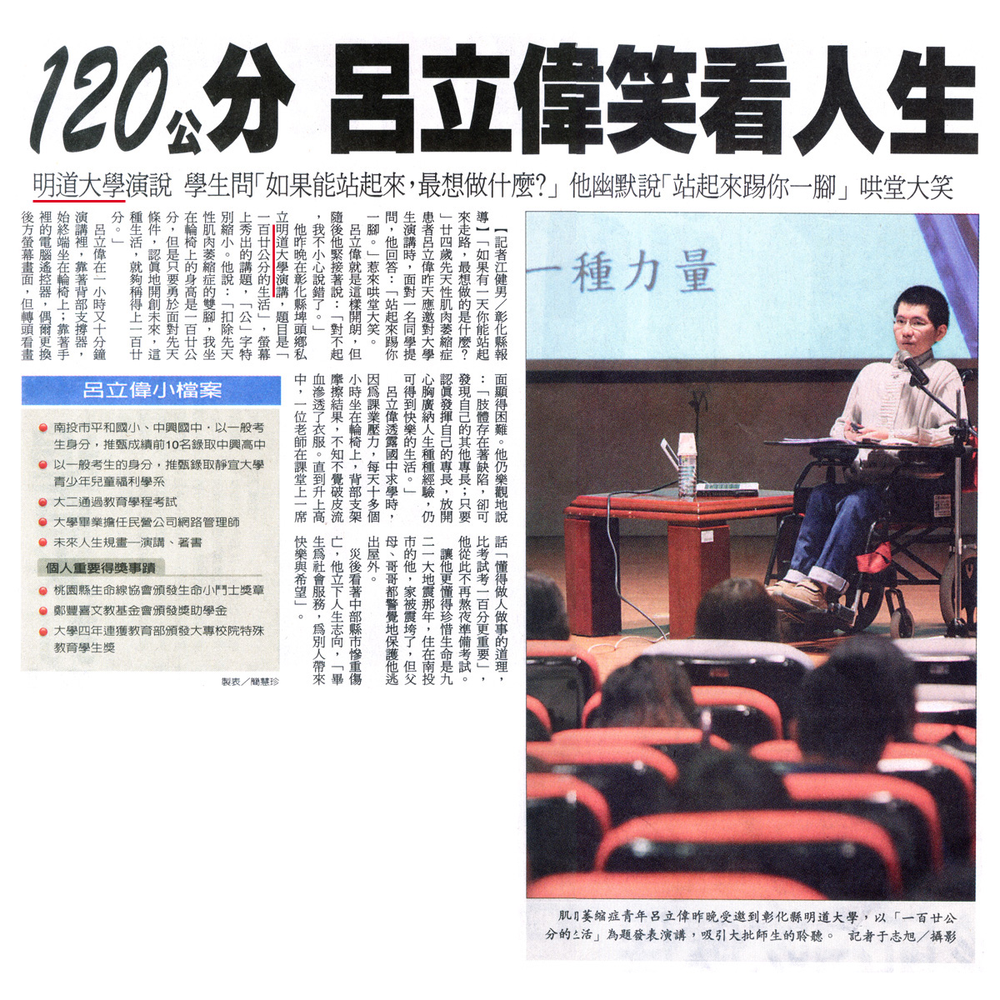 120公分 呂立偉笑看人生
明道大學演說 學生問「如果能站起來，最想做什麼?」他幽默說「站起來踢你一腳」 哄堂大笑
【記者江健男／彰化縣報
導】「如果有一天你能站起
來走路，最想做的是什麼?
」廿四歲先天性肌肉萎縮症
患者呂立偉昨天應邀對大學
生演講時，面對一名同學提
問，他回答：「站起來踢你
一腳。」惹來哄堂大笑。
呂立偉就是這樣開朗，但
隨後他緊接著說：「對不起
，我不小心說錯了。」
他昨晚在彰化縣埤頭鄉私
立明道大學演講，題目是「
一百廿公分的生活」，螢幕
上秀出的講題，「公」字特
別縮小。他說：「扣除先天
性肌肉萎縮症的雙腳，我坐
在輪椅上的身高是一百廿公
分，但是只要勇於面對先天
條件，認真地開創未來，這
種生活，就夠稱得上一百廿
分。」
呂立偉在一小時又十分鐘
演講裡，靠著背部支撐器，
始終端坐在輪椅上；靠著手
裡的電腦遙控器，偶爾更換
後方螢幕畫面，但轉頭看畫
面顯得困難。他仍樂觀地說
：「肢體存在著缺陷，卻可
發現自己的其他專長；只要
認真發揮自己的專長，放開
心胸廣納人生種種經驗，仍
可得到快樂的生活。」
呂立偉透露國中求學時，
因為課業壓力，每天十多個
小時坐在輪椅上，背部支架
摩擦結果，不知不覺破皮流
血滲透了衣服。直到升上高
中，一位老師在課堂上一席
話「懂得做人做事的道理，
比考試考一百分更重要」，
他從此不再熬夜準備考試。
讓他更懂得珍惜生命是九
二一大地震那年，住在南投
市的他，家被震垮了，但父
母、哥哥都警覺地保護他逃
出屋外。
災後看著中部縣市慘重傷
亡，他立下人生志向，「畢
生為社會服務，為別人帶來
快樂與希望」。
呂立偉小檔案
南投市平和國小、中興國中，以一般考
生身分，推甄成績前10名錄取中興高中
以一般考生的身分，推甄錄取靜宜大學
青少年兒童福利學系
大二通過教育學程考試
大學畢業擔任民營公司網路管理師
未來人生規畫—演講、著書
個人重要得獎事蹟
桃園縣生命線協會頒發生命小鬥士獎章
鄭豐喜文教基金會頒發獎助學金
大學四年連獲教育部頒發大專校院特殊
教育學生獎
製表／簡慧珍
一種力量
肌肉萎縮症青年呂立偉昨晚受邀到彰化縣明道大學，以「一百廿公
分的生活」為題發表演講，吸引大批師生的聆聽。 記者于志旭／攝影